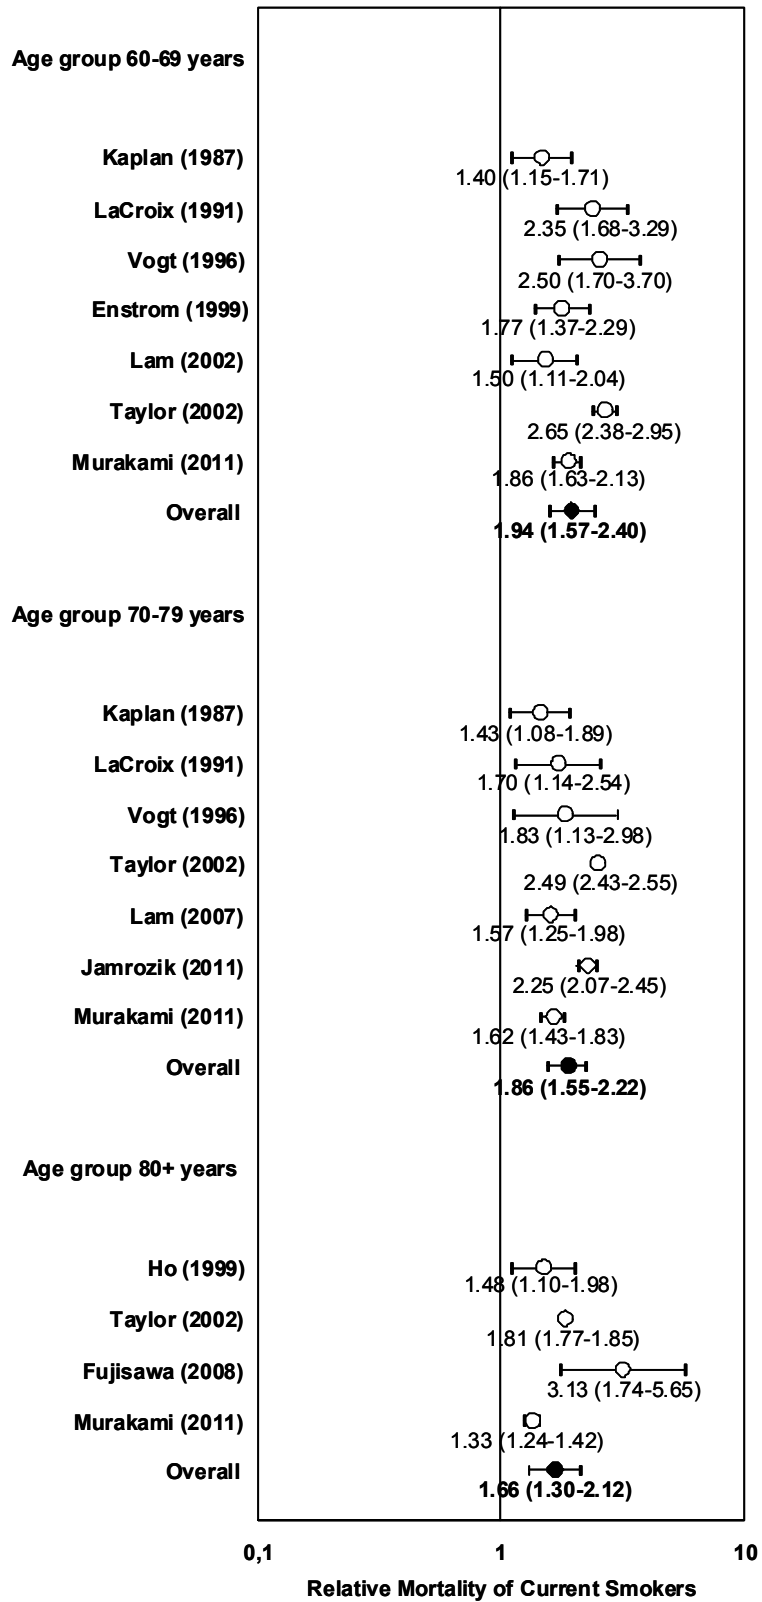 Age group 60-69 years
Kaplan (1987)
1.40 (1.15-1.71)
LaCroix (1991)
2.35 (1.68-3.29)
Vogt (1996)
2.50 (1.70-3.70)
Enstrom (1999)
1.77 (1.37-2.29)
Lam (2002)
1.50 (1.11-2.04)
Taylor (2002)
2.65 (2.38-2.95)
Murakami (2011)
1.86 (1.63-2.13)
Overall
1.94 (1.57-2.40)
Age group 70-79 years
Kaplan (1987)
1.43 (1.08-1.89)
LaCroix (1991)
1.70 (1.14-2.54)
Vogt (1996)
1.83 (1.13-2.98)
Taylor (2002)
2.49 (2.43-2.55)
Lam (2007)
1.57 (1.25-1.98)
Jamrozik (2011)
2.25 (2.07-2.45)
Murakami (2011)
1.62 (1.43-1.83)
Overall
1.86 (1.55-2.22)
Age group 80+ years
Ho (1999)
1.48 (1.10-1.98)
Taylor (2002)
1.81 (1.77-1.85)
Fujisawa (2008)
3.13 (1.74-5.65)
Murakami (2011)
1.33 (1.24-1.42)
Overall
1.66 (1.30-2.12)
0,1 1 10
Relative Mortality of Current Smokers